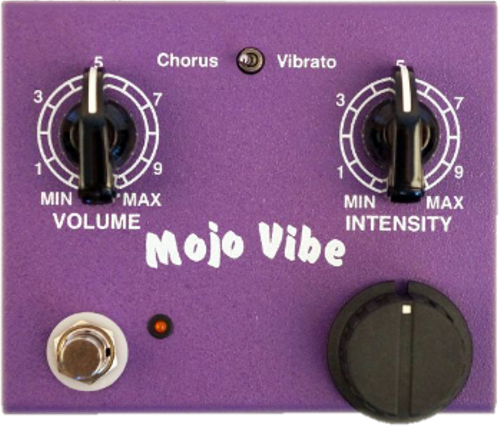 Chorus Vibrato
5
3 7
1 9
MIN MAX
VOLUME
5
3 7
1 9
MIN MAX
INTENSITY
Mojo Vibe